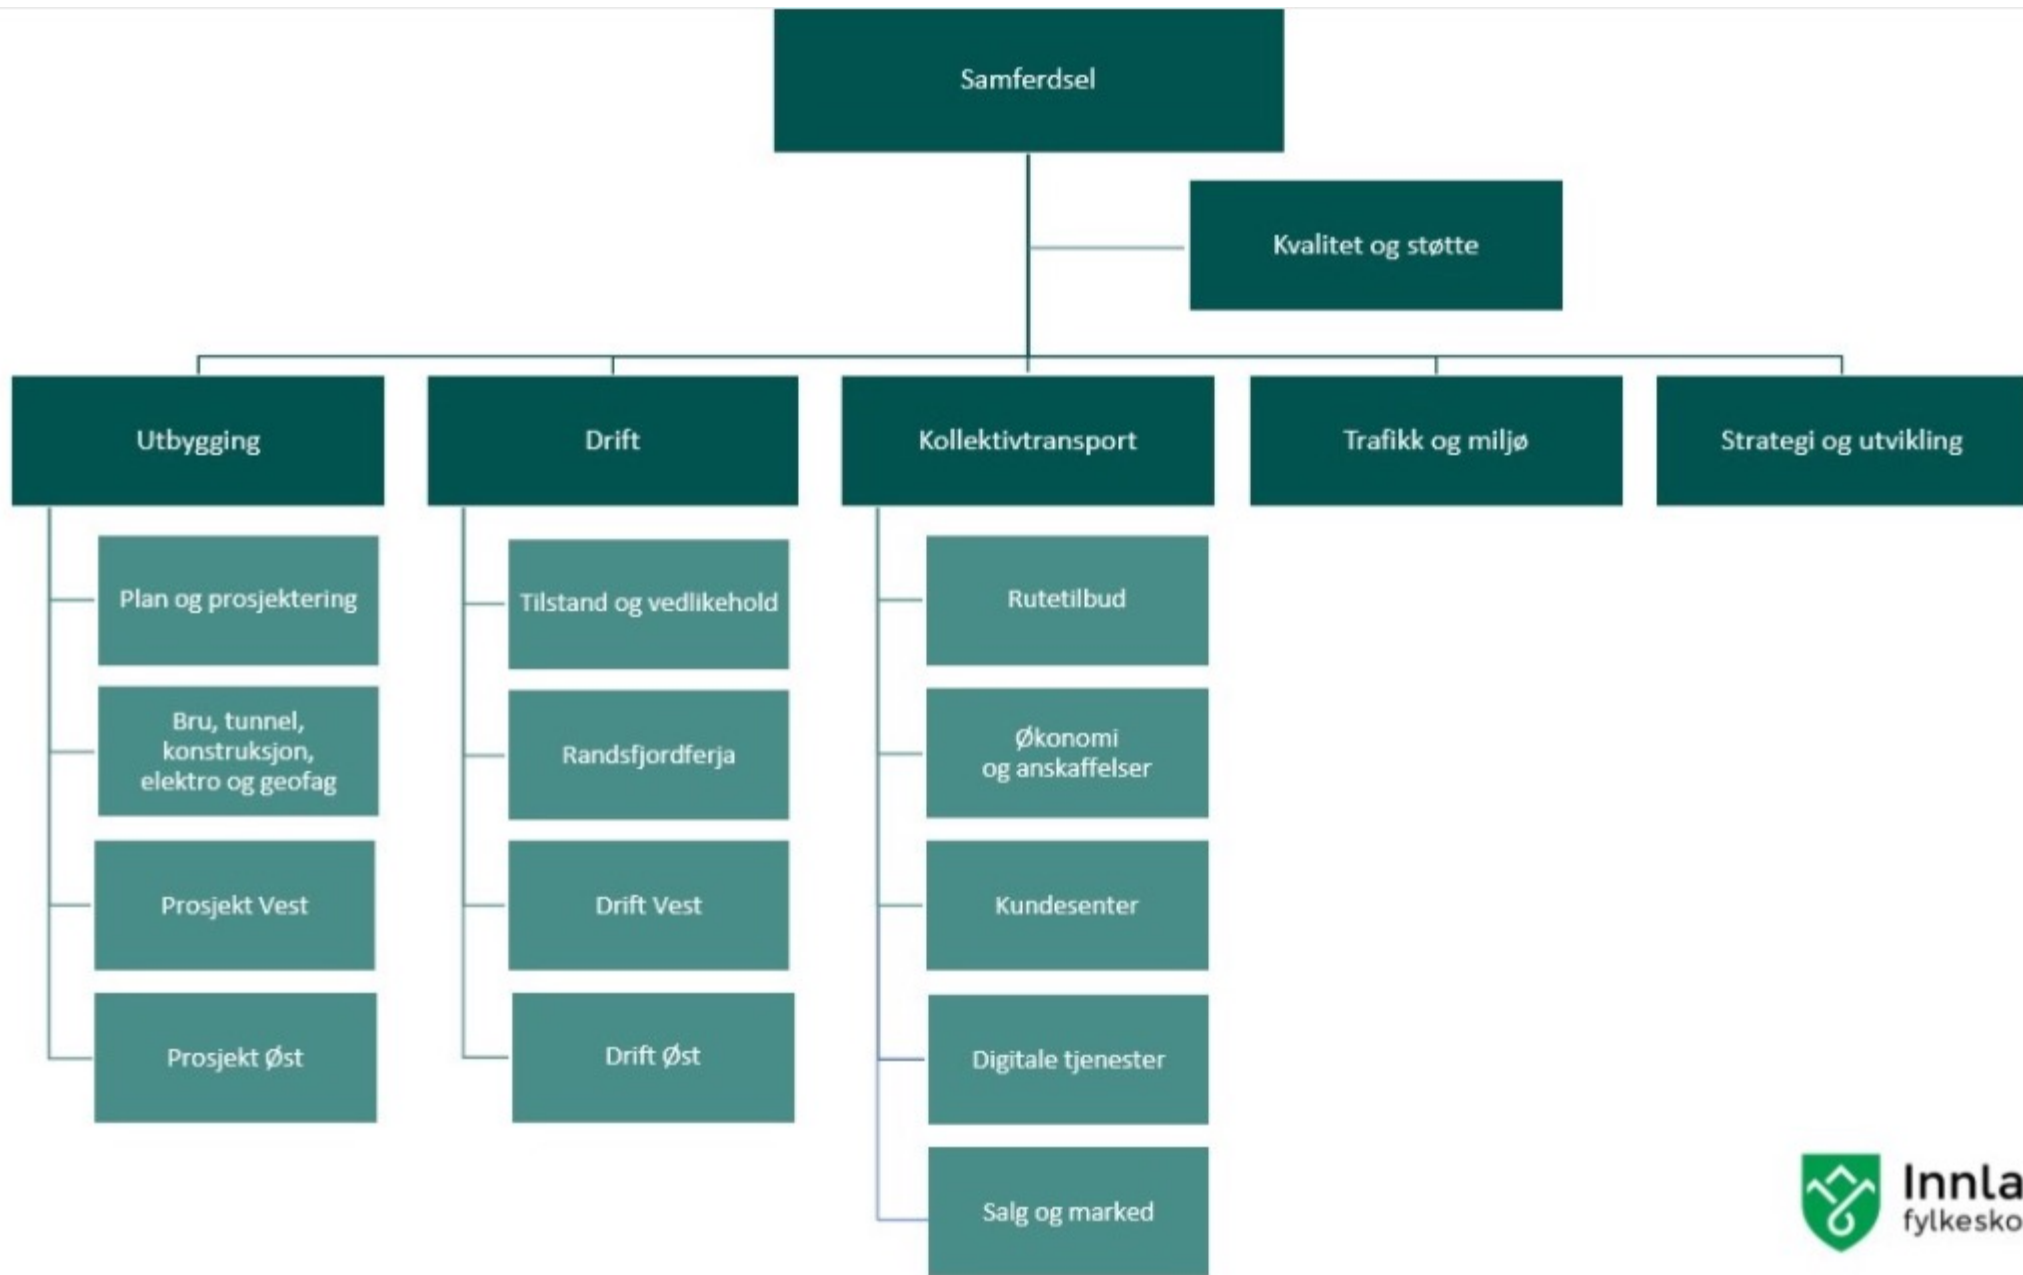 Samferdsel
Kvalitet og støtte
Utbygging
Drift
Kollektivtransport
Trafikk og miljø
Strategi og utvikling
Plan og prosjektering
Bru, tunnel,
konstruksjon,
elektro og geofag
Prosjekt Vest
Prosjekt Øst
Tilstand og vedlikehold
Randsfjordferja
Drift Vest
Drift Øst
Rutetilbud
Økonomi
og anskaffelser
Kundesenter
Digitale tjenester
Salg og marked
Innla
fylkesko